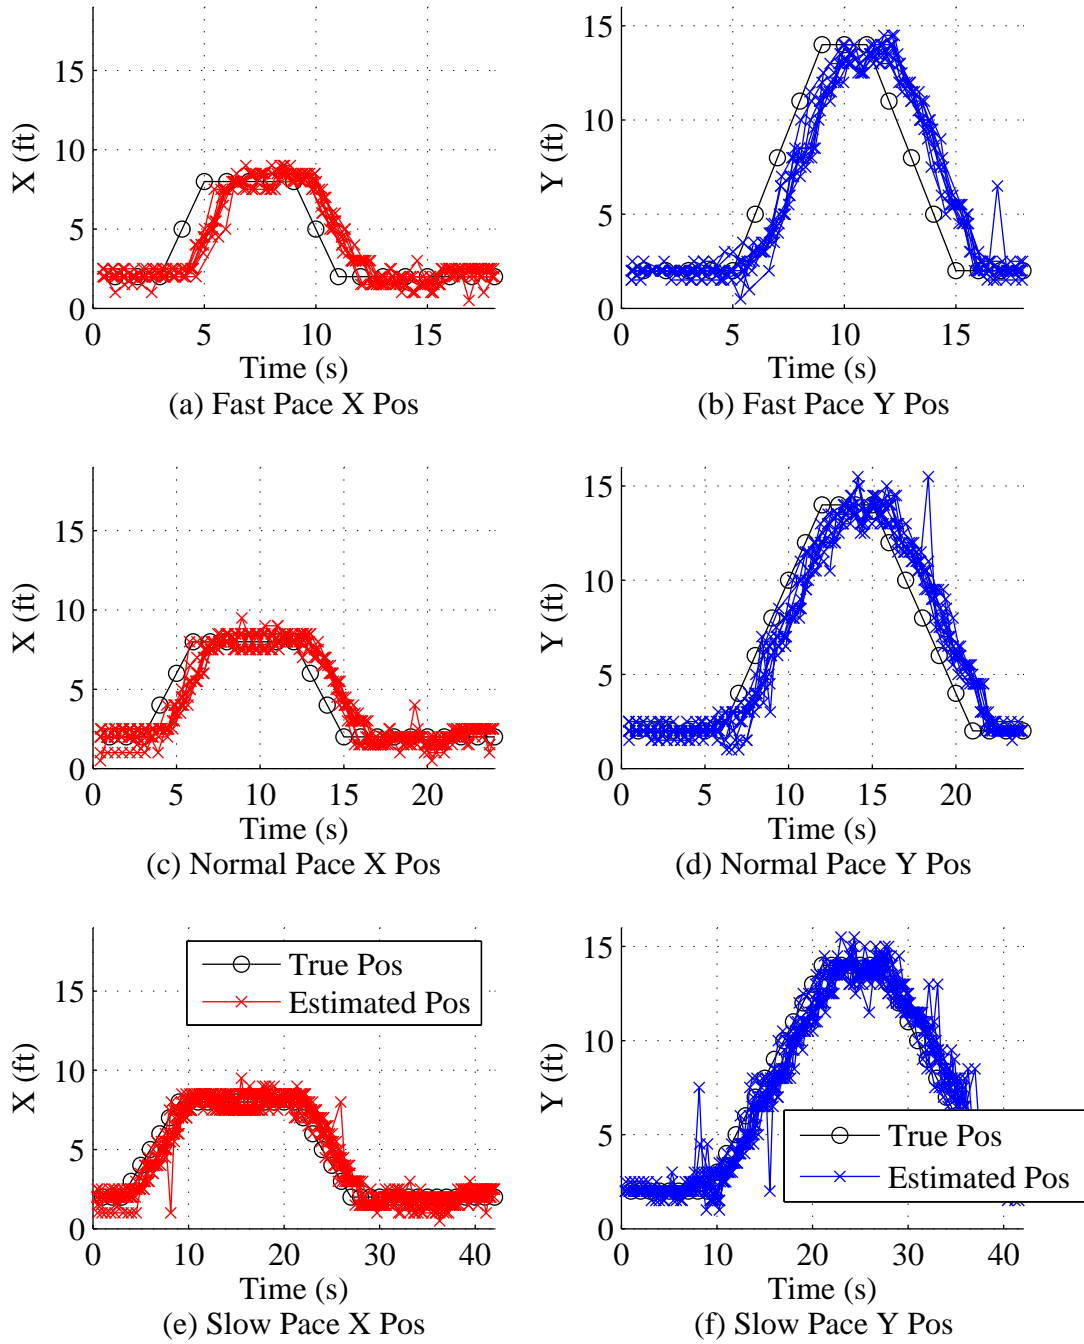 15
10
5
0
X (ft)
0 5 10 15
Time (s)
(a) Fast Pace X Pos
15
10
5
0
Y (ft)
0 5 10 15
Time (s)
(b) Fast Pace Y Pos
15
10
5
0
X (ft)
0 5 10 15 20
Time (s)
(c) Normal Pace X Pos
15
10
5
0
Y (ft)
0 5 10 15 20
Time (s)
(d) Normal Pace Y Pos
True Pos
Estimated Pos
15
10
5
0
X (ft)
0 10 20 30 40
Time (s)
(e) Slow Pace X Pos
15
10
5
0
Y (ft)
True Pos
Estimated Pos
0 10 20 30 40
Time (s)
(f) Slow Pace Y Pos